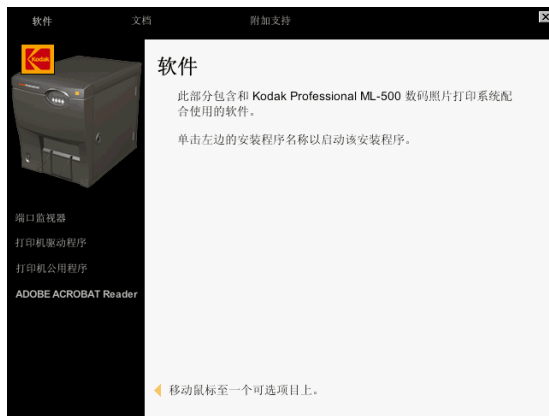 软件 文档 附加支持
Kodak
软件
此部分包含和 Kodak Professional ML-500 数码照片打印系统配
合使用的软件。
单击左边的安装程序名称以启动该安装程序。
端口监视器
打印机驱动程序
打印机公用程序
ADOBE ACROBAT Reader
移动鼠标至一个可选项目上。